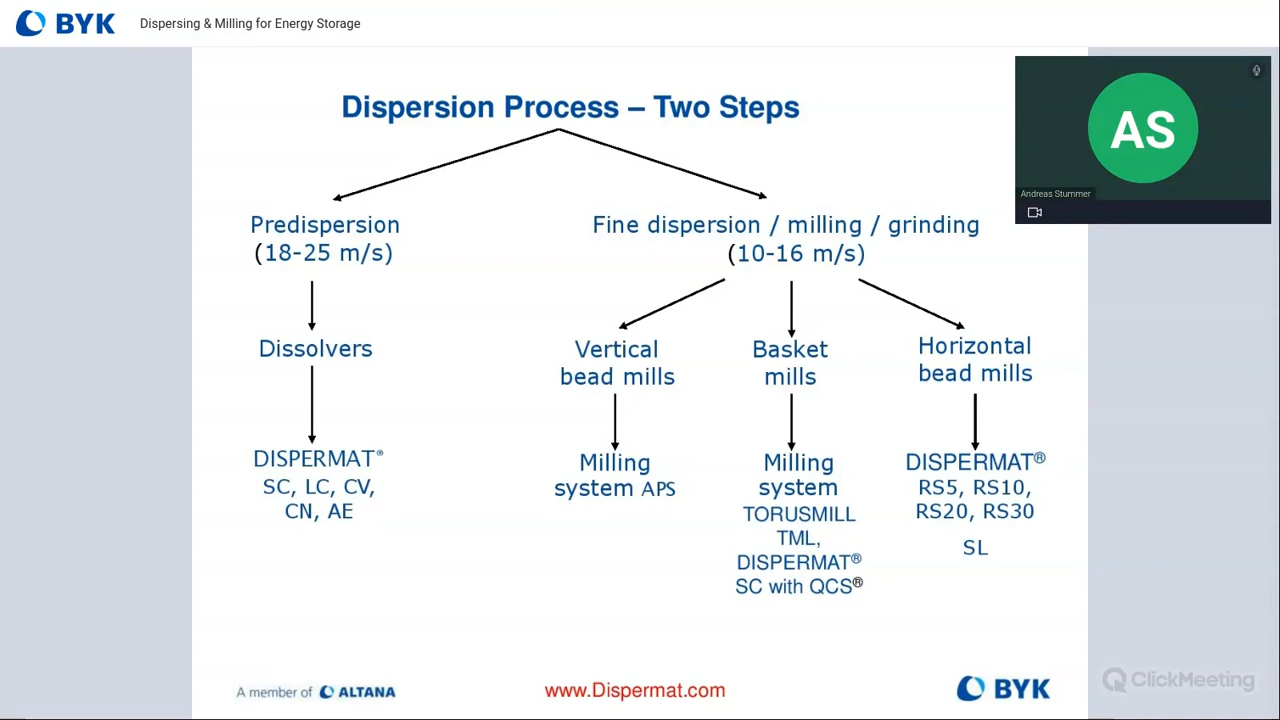 BYK
Dispersing & Milling for Energy Storage
Dispersion Process – Two Steps
AS
Andreas Stummer
Predispersion
(18-25 m/s)
Fine dispersion / milling / grinding
(10-16 m/s)
Dissolvers
Vertical
bead mills
Basket
mills
Horizontal
bead mills
DISPERMAT®
SC, LC, CV,
CN, AE
Milling
system APS
Milling
system
TORUSMILL
TML,
DISPERMAT®
SC with QCS®
DISPERMAT®
RS5, RS10,
RS20, RS30
SL
A member of ALTANA
www.Dispermat.com
BYK
ClickMeeting